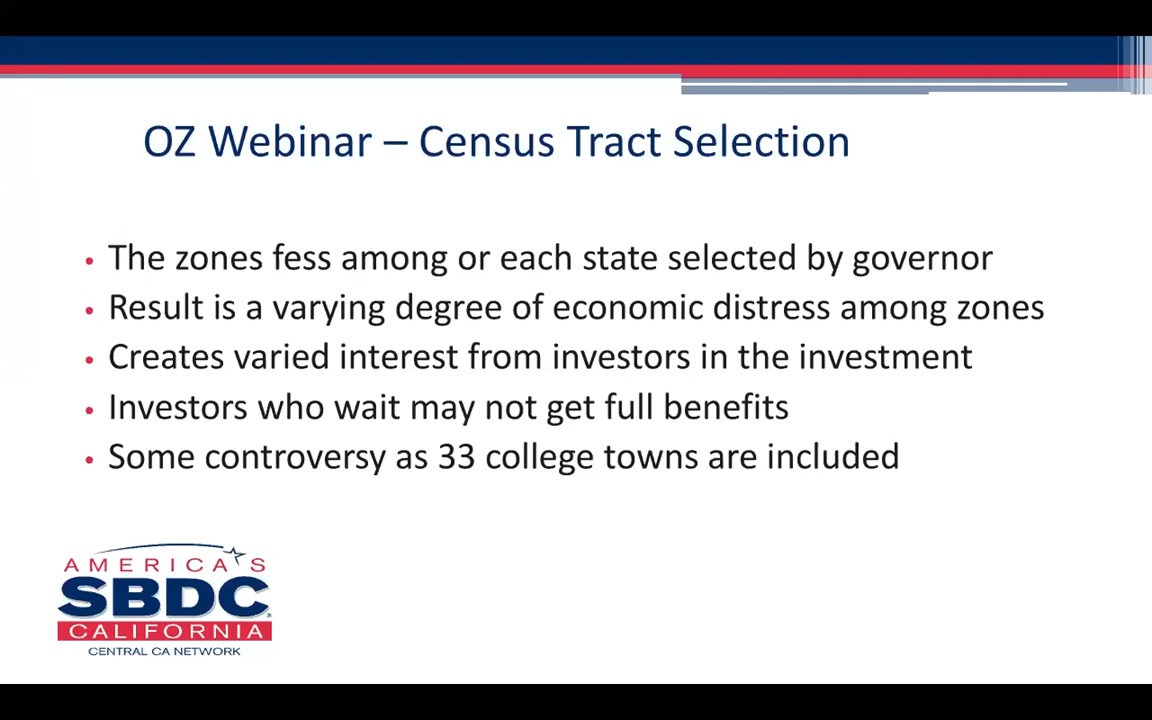 OZ Webinar – Census Tract Selection
• The zones fess among or each state selected by governor
• Result is a varying degree of economic distress among zones
• Creates varied interest from investors in the investment
• Investors who wait may not get full benefits
• Some controversy as 33 college towns are included
AMERICA'S
SBDC
CALIFORNIA
CENTRAL CA NETWORK